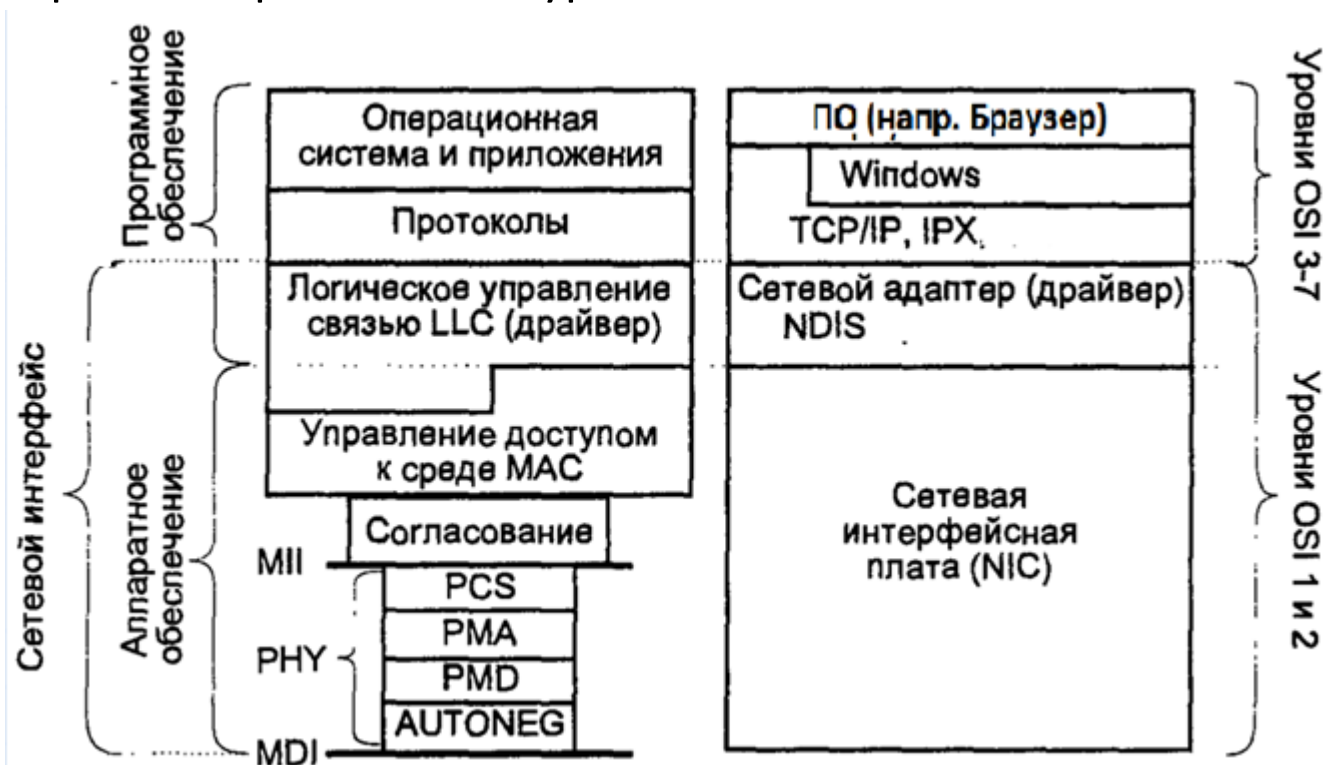 Программное
обеспечение
Операционная
система и приложения
Протоколы
Сетевой интерфейс
Логическое управление
связью LLC (драйвер)
Аппаратное
обеспечение
Управление доступом
к среде MAC
Согласование
MII
PHY
PCS
PMA
PMD
AUTONEG
MDI
ПО (напр. Браузер)
Windows
TCP/IP, IPX
Сетевой адаптер (драйвер)
NDIS
Сетевая
интерфейсная
плата (NIC)
Уровни OSI 3-7
Уровни OSI 1 и 2